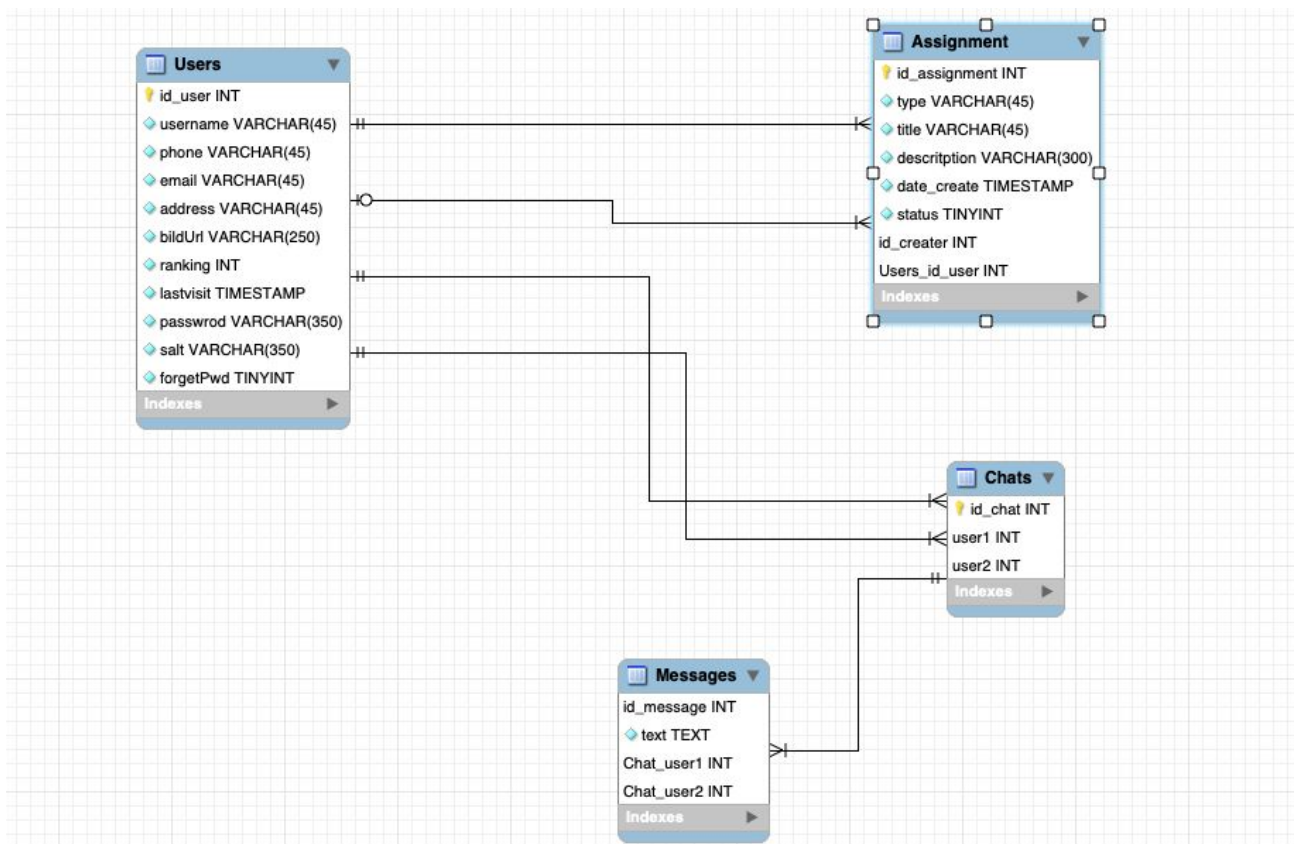 Users
id_user INT
username VARCHAR(45)
phone VARCHAR(45)
email VARCHAR(45)
address VARCHAR(45)
bildUrl VARCHAR(250)
ranking INT
lastvisit TIMESTAMP
passwrod VARCHAR(350)
salt VARCHAR(350)
forgetPwd TINYINT
Indexes
Assignment
id_assignment INT
type VARCHAR(45)
title VARCHAR(45)
descritption VARCHAR(300)
date_create TIMESTAMP
status TINYINT
id_creater INT
Users_id_user INT
Indexes
Chats
id_chat INT
user1 INT
user2 INT
Indexes
Messages
id_message INT
text TEXT
Chat_user1 INT
Chat_user2 INT
Indexes